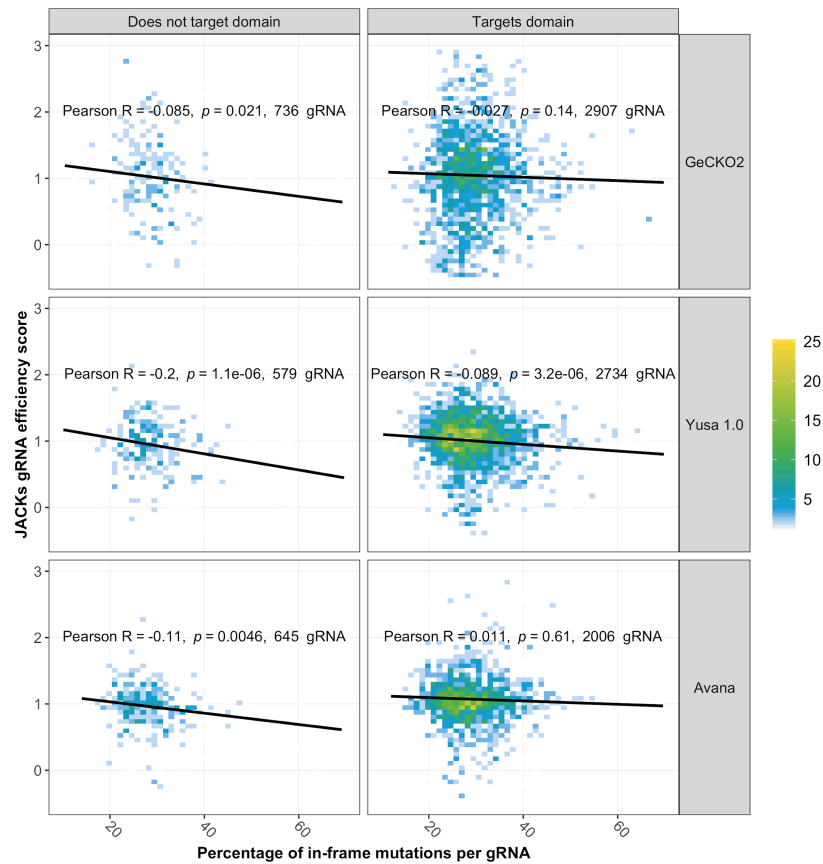 Does not target domain
Targets domain
3
2
1
0
Pearson R = -0.085, p = 0.021, 736 gRNA
Pearson R = -0.027, p = 0.14, 2907 gRNA
GeCKO2
3
2
1
0
Pearson R = -0.2, p = 1.1e-06, 579 gRNA
Pearson R = -0.089, p = 3.2e-06, 2734 gRNA
Yusa 1.0
3
2
1
0
Pearson R = -0.11, p = 0.0046, 645 gRNA
Pearson R = 0.011, p = 0.61, 2006 gRNA
Avana
JACKs gRNA efficiency score
20
40
20
40
60
Percentage of in-frame mutations per gRNA
25
20
15
10
5